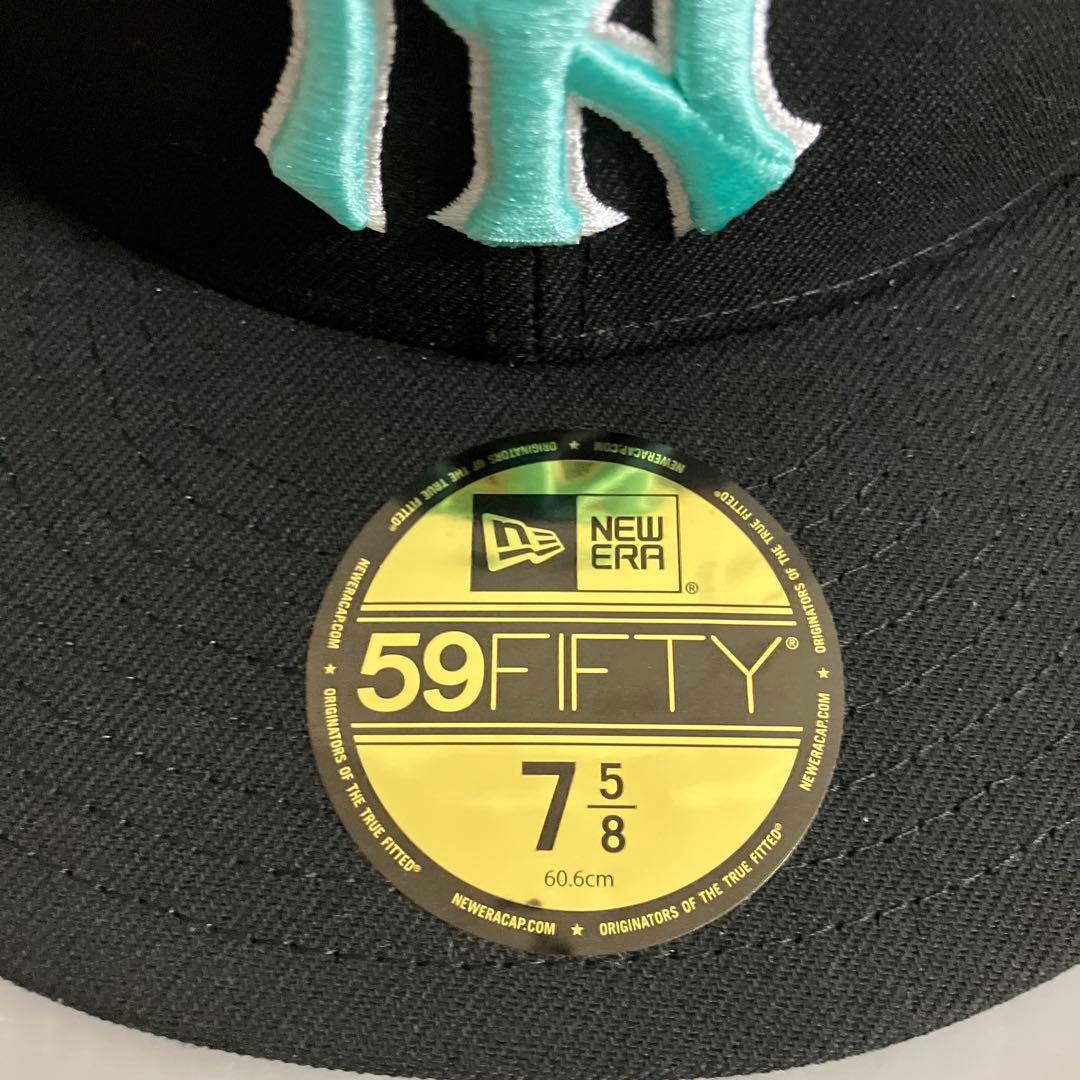 NY
NEW
ERA
®
59FIFTY®
7 5/8
60.6cm
ORIGINATORS OF THE TRUE FITTED® ★ NEWERACAP.COM
ORIGINATORS OF THE TRUE FITTED® ★ NEWERACAP.COM
ORIGINATORS OF THE TRUE FITTED® ★ NEWERACAP.COM
NEWERACAP.COM ★ ORIGINATORS OF THE TRUE FITTED®